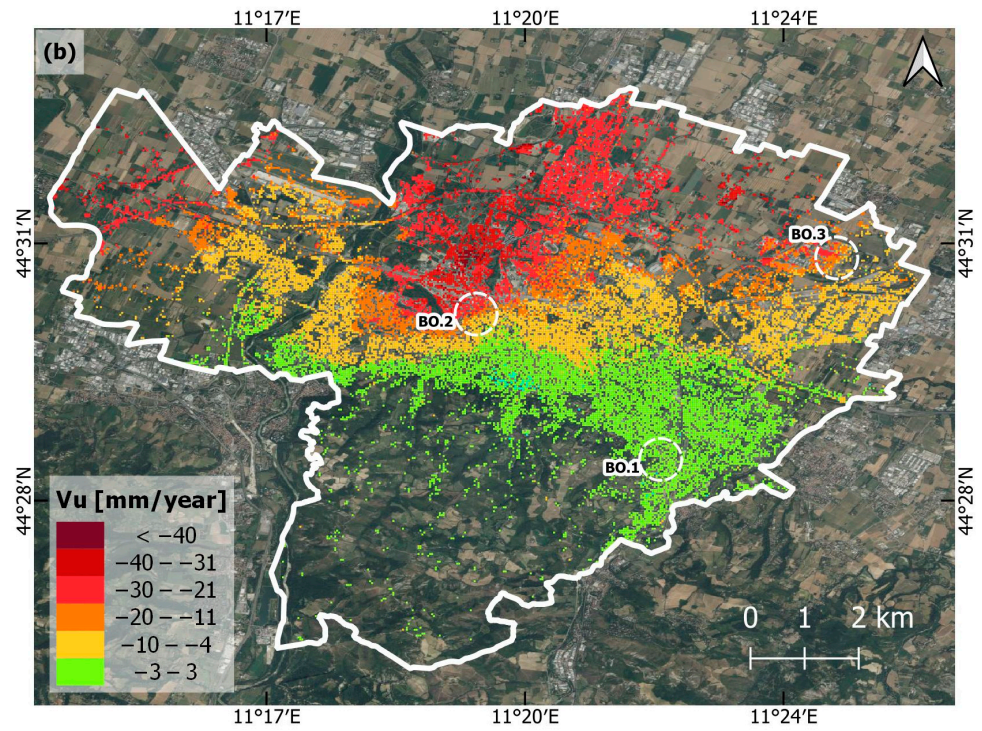 11°17′E 11°20′E 11°24′E
(b)
44°31′N 44°31′N
BO.3
BO.2
BO.1
44°28′N 44°28′N
Vu [mm/year]
< −40
−40 – −31
−30 – −21
−20 – −11
−10 – −4
−3 – 3
0 1 2 km
11°17′E 11°20′E 11°24′E